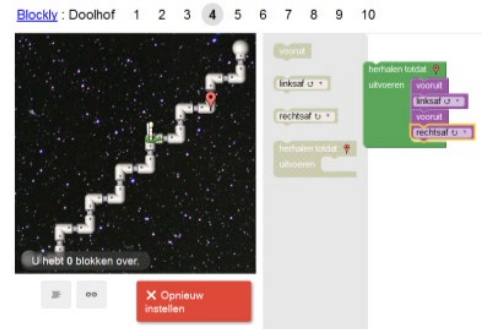 Blockly : Doolhof 1 2 3 4 5 6 7 8 9 10
vooruit
linksaf ↺ ▾
rechtsaf ↻ ▾
herhalen totdat
uitvoeren
herhalen totdat
uitvoeren
vooruit
linksaf ↺ ▾
vooruit
rechtsaf ↻ ▾
U hebt 0 blokken over.
X Opnieuw
instellen